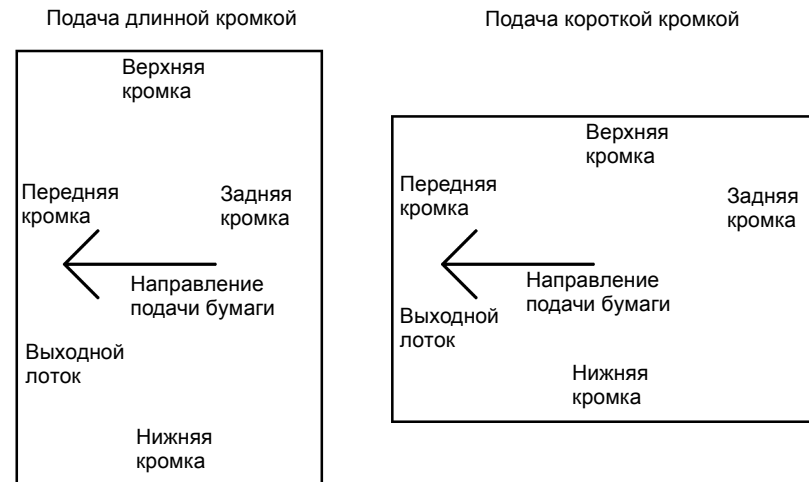 Подача длинной кромкой
Верхняя
кромка
Передняя
кромка
Задняя
кромка
Направление
подачи бумаги
Выходной
лоток
Нижняя
кромка
Подача короткой кромкой
Верхняя
кромка
Передняя
кромка
Задняя
кромка
Направление
подачи бумаги
Выходной
лоток
Нижняя
кромка